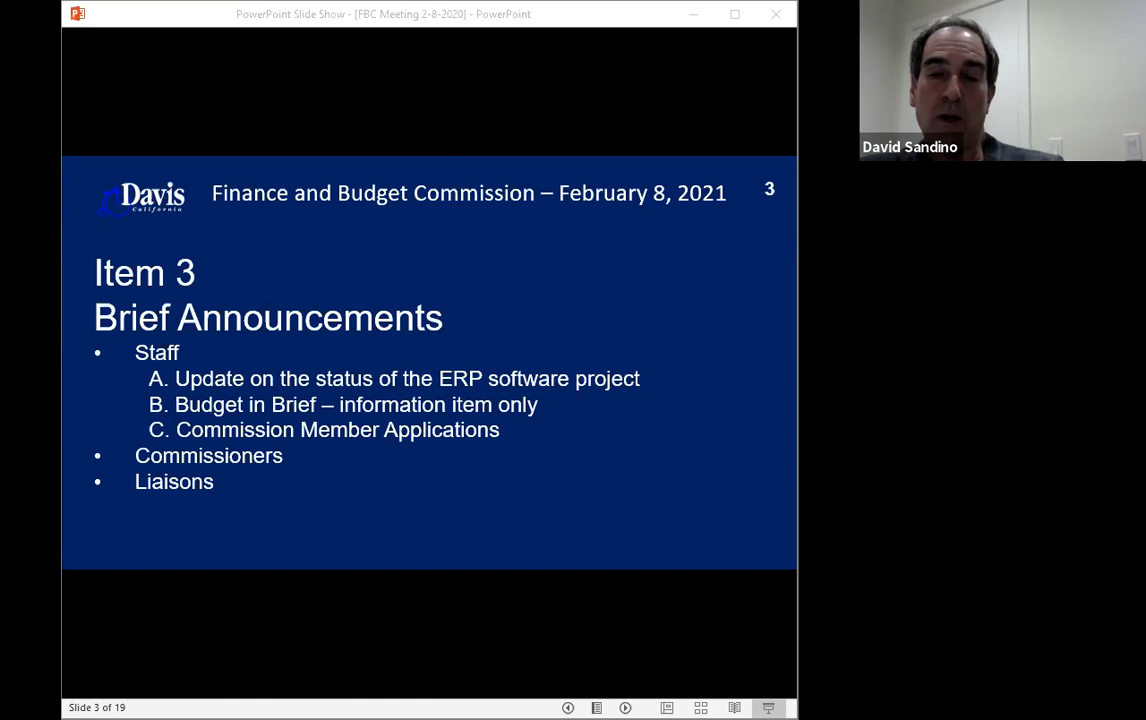 PowerPoint Slide Show - [FBC Meeting 2-8-2020] - PowerPoint
David Sandino
Davis
California
Finance and Budget Commission – February 8, 2021
3
Item 3
Brief Announcements
• Staff
A. Update on the status of the ERP software project
B. Budget in Brief – information item only
C. Commission Member Applications
• Commissioners
• Liaisons
Slide 3 of 19